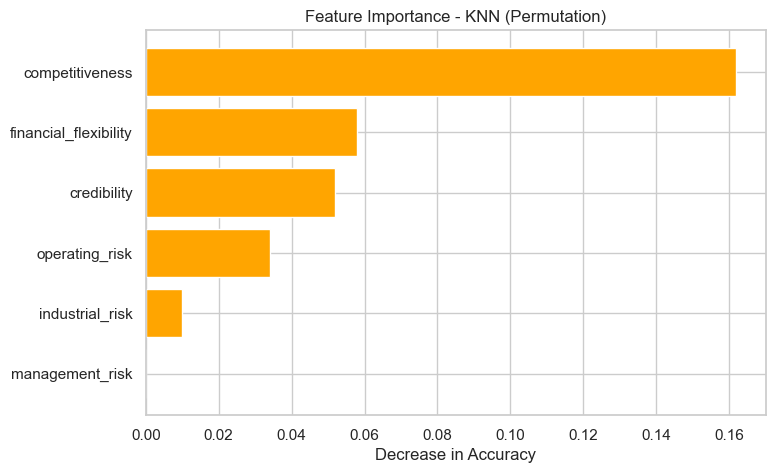 Feature Importance - KNN (Permutation)
competitiveness
financial_flexibility
credibility
operating_risk
industrial_risk
management_risk
0.00 0.02 0.04 0.06 0.08 0.10 0.12 0.14 0.16
Decrease in Accuracy